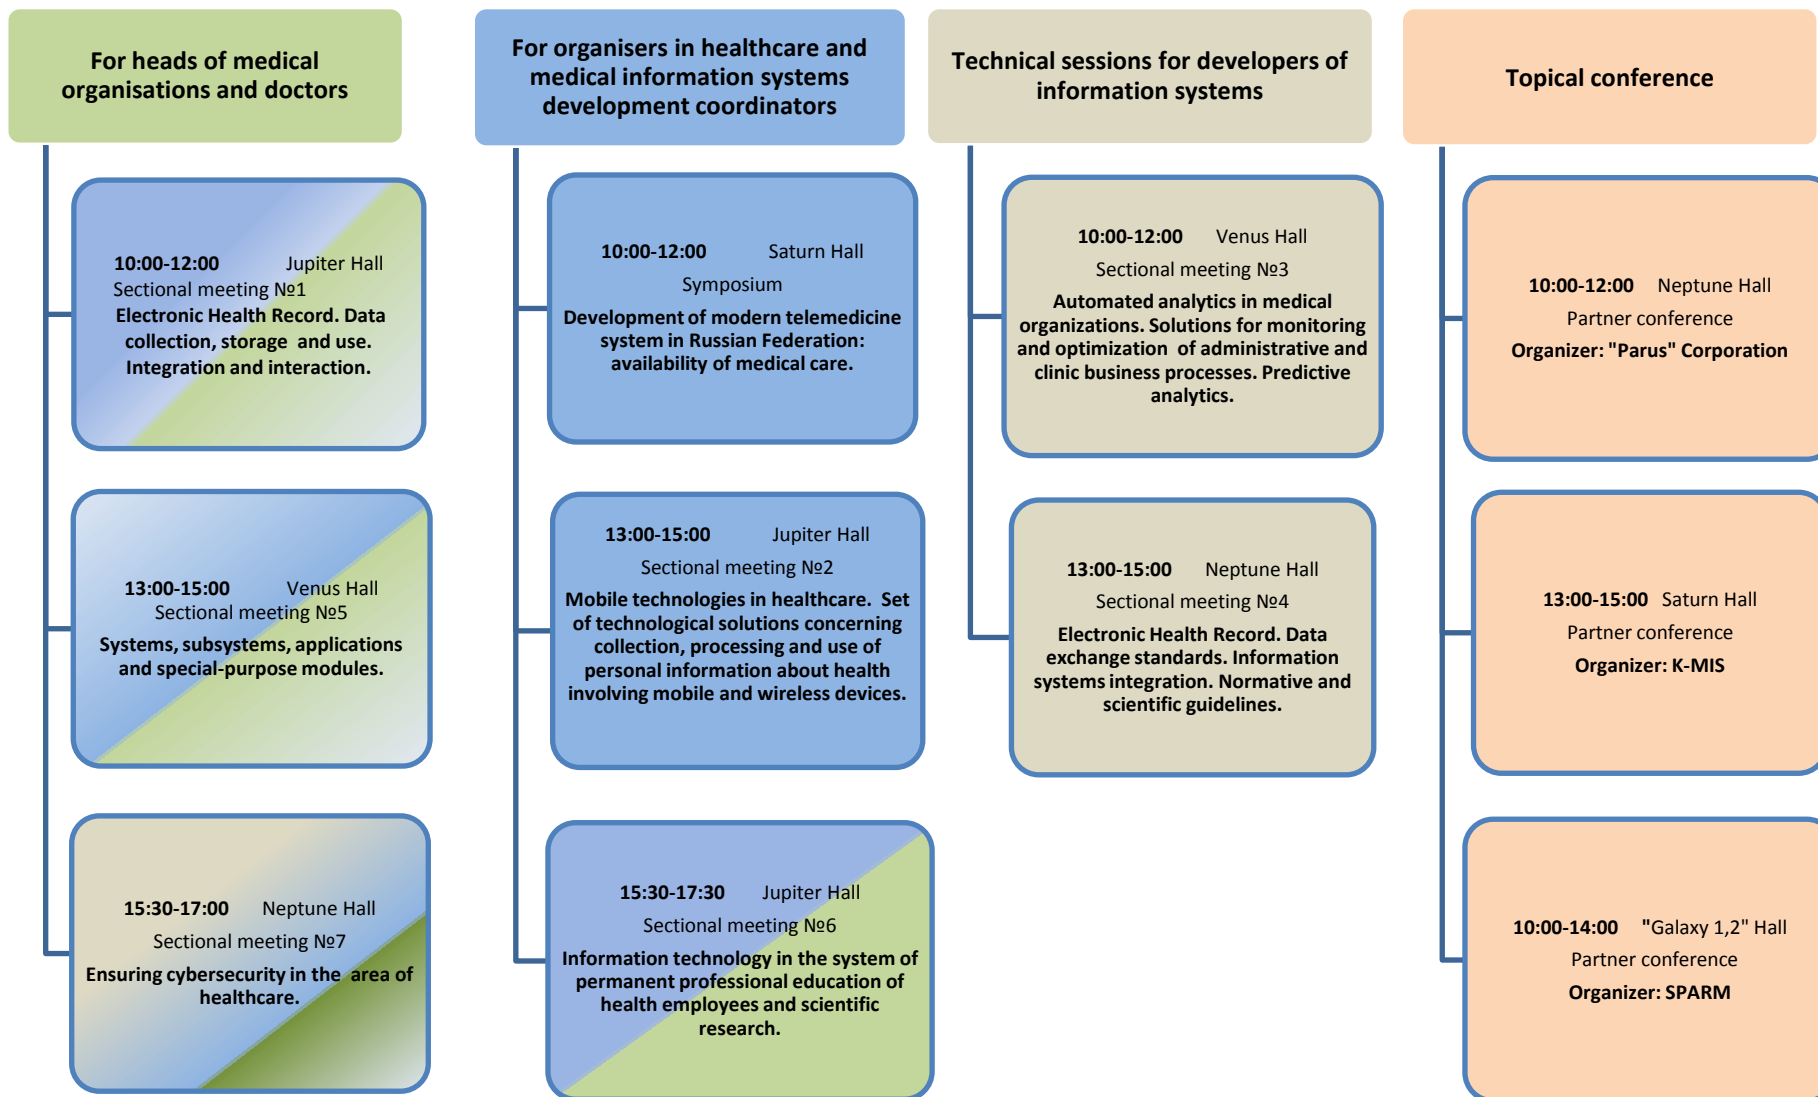 For heads of medical
organisations and doctors
10:00-12:00 Jupiter Hall
Sectional meeting №1
Electronic Health Record. Data
collection, storage and use.
Integration and interaction.
13:00-15:00 Venus Hall
Sectional meeting №5
Systems, subsystems, applications
and special-purpose modules.
15:30-17:00 Neptune Hall
Sectional meeting №7
Ensuring cybersecurity in the area of
healthcare.
For organisers in healthcare and
medical information systems
development coordinators
10:00-12:00 Saturn Hall
Symposium
Development of modern telemedicine
system in Russian Federation:
availability of medical care.
13:00-15:00 Jupiter Hall
Sectional meeting №2
Mobile technologies in healthcare. Set
of technological solutions concerning
collection, processing and use of
personal information about health
involving mobile and wireless devices.
15:30-17:30 Jupiter Hall
Sectional meeting №6
Information technology in the system of
permanent professional education of
health employees and scientific
research.
Technical sessions for developers of
information systems
10:00-12:00 Venus Hall
Sectional meeting №3
Automated analytics in medical
organizations. Solutions for monitoring
and optimization of administrative and
clinic business processes. Predictive
analytics.
13:00-15:00 Neptune Hall
Sectional meeting №4
Electronic Health Record. Data
exchange standards. Information
systems integration. Normative and
scientific guidelines.
Topical conference
10:00-12:00 Neptune Hall
Partner conference
Organizer: "Parus" Corporation
13:00-15:00 Saturn Hall
Partner conference
Organizer: K-MIS
10:00-14:00 "Galaxy 1,2" Hall
Partner conference
Organizer: SPARM